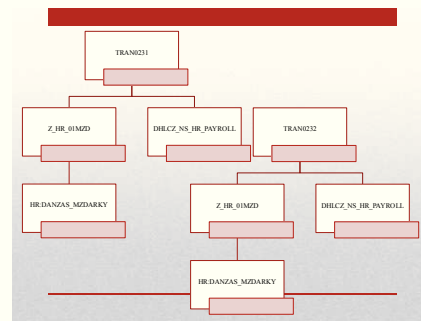 TRAN0231
Z_HR_01MZD
DHLCZ_NS_HR_PAYROLL
TRAN0232
HR:DANZAS_MZDARKY
Z_HR_01MZD
DHLCZ_NS_HR_PAYROLL
HR:DANZAS_MZDARKY